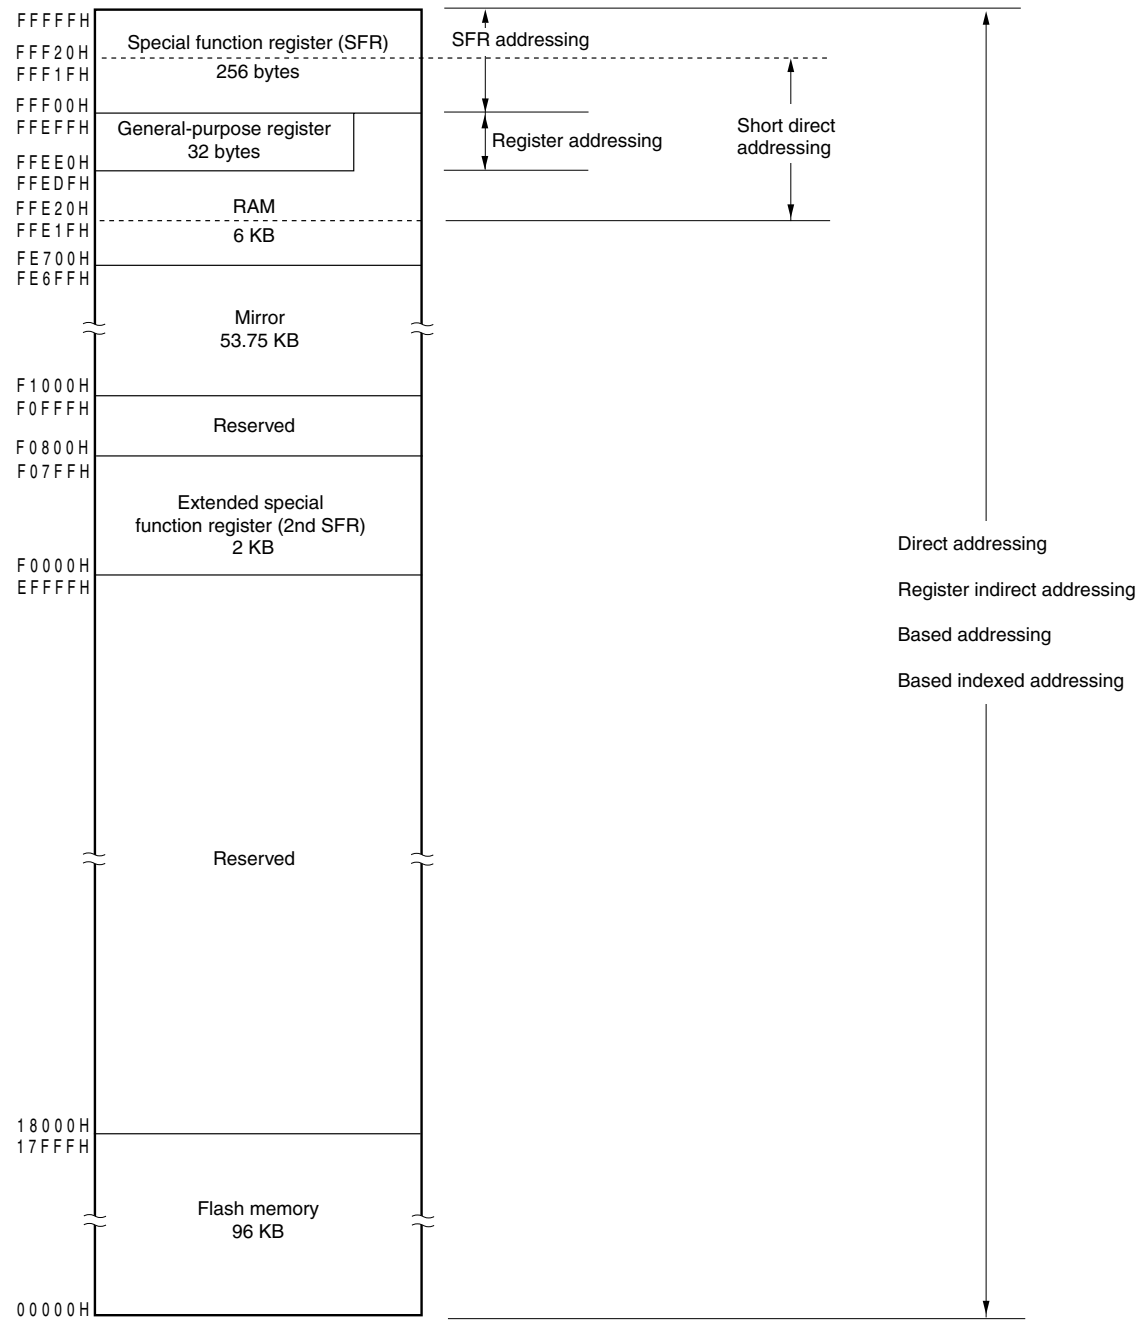 FFFFFH
FFF20H
FFF1FH
FFF00H
FFEFFH
FFEE0H
FFEDFH
FFE20H
FFE1FH
FE700H
FE6FFH
F1000H
F0FFFH
F0800H
F07FFH
F0000H
EFFFFH
18000H
17FFFH
00000H
Special function register (SFR)
256 bytes
General-purpose register
32 bytes
RAM
6 KB
Mirror
53.75 KB
Reserved
Extended special
function register (2nd SFR)
2 KB
Reserved
Flash memory
96 KB
SFR addressing
Register addressing
Short direct
addressing
Direct addressing
Register indirect addressing
Based addressing
Based indexed addressing